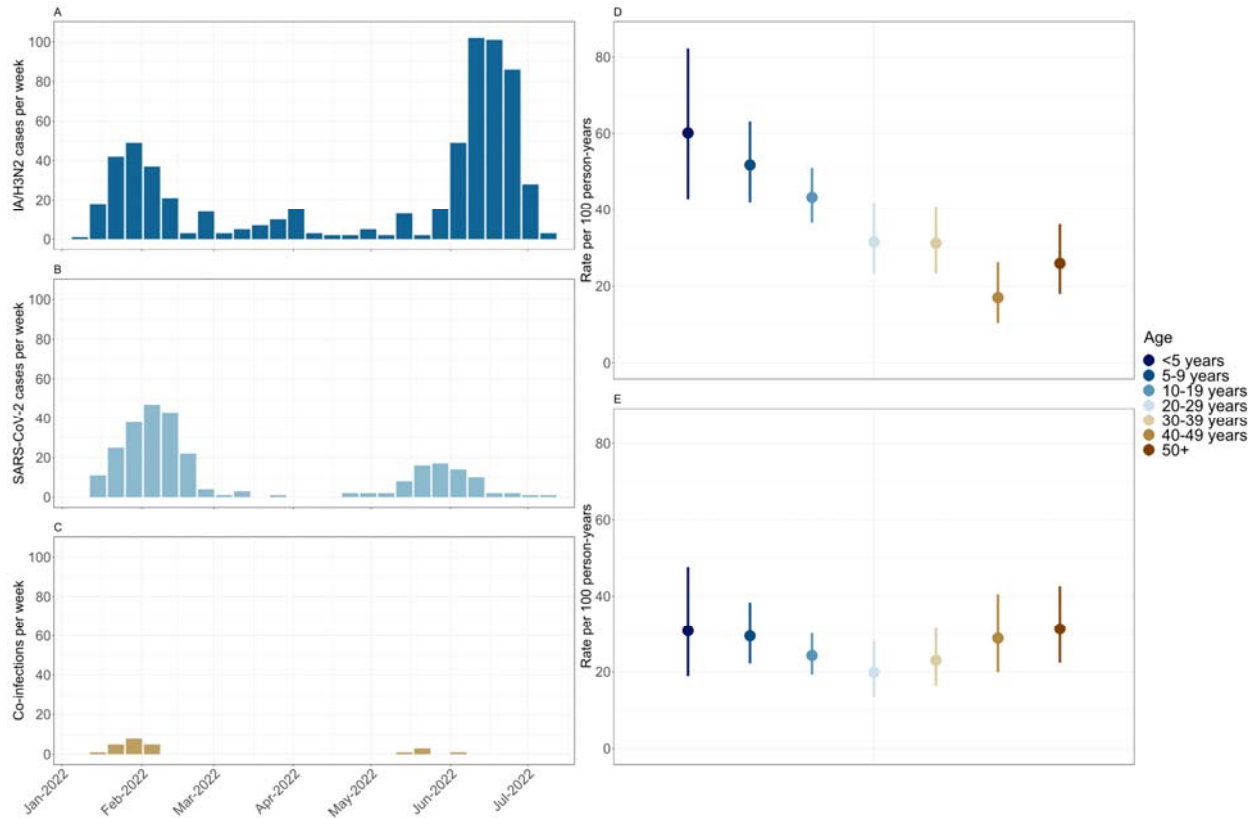 A
IA/H3N2 cases per week
100
80
60
40
20
0
B
SARS-CoV-2 cases per week
100
80
60
40
20
0
C
Co-infections per week
100
80
60
40
20
0
Jan-2022
Feb-2022
Mar-2022
Apr-2022
May-2022
Jun-2022
Jul-2022
D
Rate per 100 person-years
80
60
40
20
0
E
Rate per 100 person-years
80
60
40
20
0
Age
<5 years
5-9 years
10-19 years
20-29 years
30-39 years
40-49 years
50+